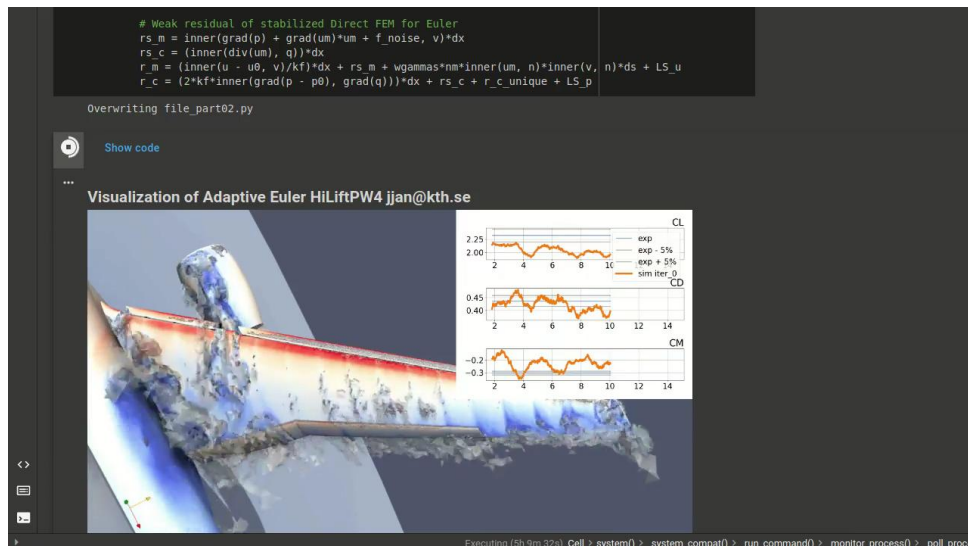 # Weak residual of stabilized Direct FEM for Euler
rs_m = inner(grad(p) + grad(um)*um + f_noise, v)*dx
rs_c = (inner(div(um), q))*dx
r_m = (inner(u - u0, v)/kf)*dx + rs_m + wgammas*nm*inner(um, n)*inner(v, n)*ds + LS_u
r_c = (2*kf*inner(grad(p - p0), grad(q)))*dx + rs_c + r_c_unique + LS_p
Overwriting file_part02.py
Show code
...
Visualization of Adaptive Euler HiLiftPW4 jjan@kth.se
CL
2.25
2.00
2 4 6 8 10
exp
exp - 5%
exp + 5%
sim iter_0
CD
0.45
0.40
2 4 6 8 10 12 14
CM
−0.2
−0.3
2 4 6 8 10 12 14
Executing (5h 9m 32s) Cell > system() > _system_compat() > _run_command() > _monitor_process() > _poll_proc